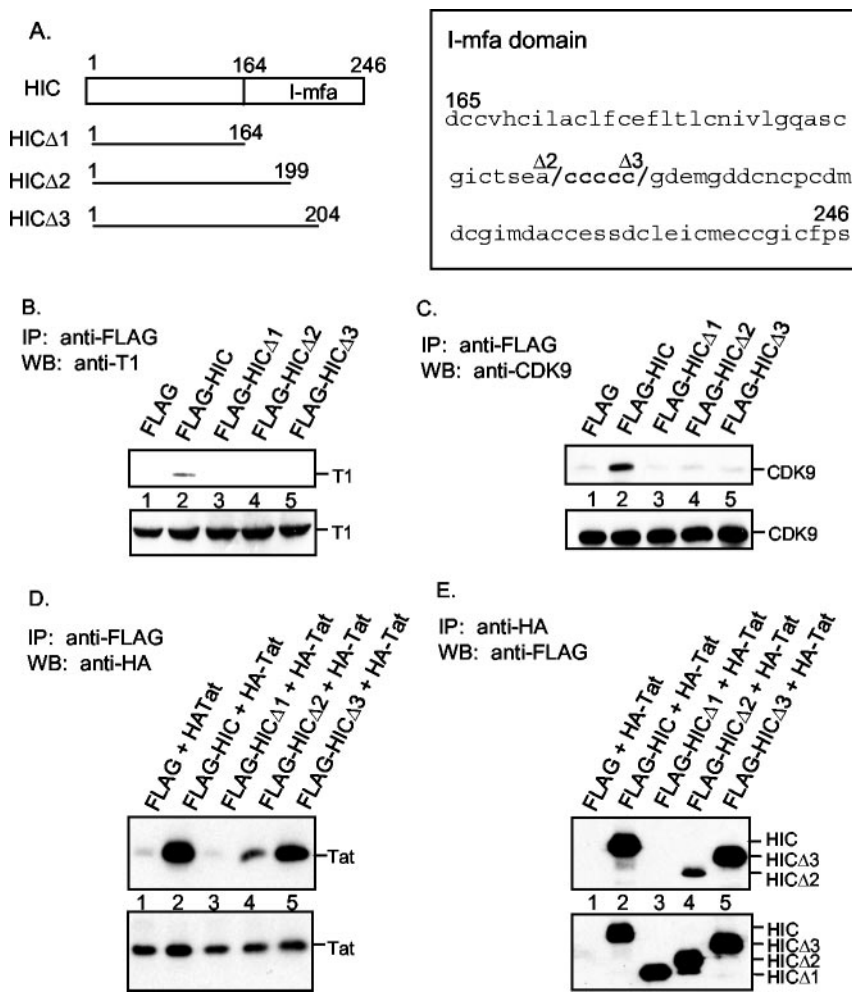 A.
1 164 246
HIC I-mfa
HICΔ1 1 164
HICΔ2 1 199
HICΔ3 1 204
I-mfa domain
165
dccvhcilaclfcefltlcnivlgqasc
Δ2 Δ3
gictsea/ccccc/gdemgddcncpcdm
246
dcgimdaccessdcleicmeccgicfps
B.
IP: anti-FLAG
WB: anti-T1
FLAG
FLAG-HIC
FLAG-HICΔ1
FLAG-HICΔ2
FLAG-HICΔ3
T1
1 2 3 4 5
T1
C.
IP: anti-FLAG
WB: anti-CDK9
FLAG
FLAG-HIC
FLAG-HICΔ1
FLAG-HICΔ2
FLAG-HICΔ3
CDK9
1 2 3 4 5
CDK9
D.
IP: anti-FLAG
WB: anti-HA
FLAG + HATat
FLAG-HIC + HA-Tat
FLAG-HICΔ1 + HA-Tat
FLAG-HICΔ2 + HA-Tat
FLAG-HICΔ3 + HA-Tat
Tat
1 2 3 4 5
Tat
E.
IP: anti-HA
WB: anti-FLAG
FLAG + HA-Tat
FLAG-HIC + HA-Tat
FLAG-HICΔ1 + HA-Tat
FLAG-HICΔ2 + HA-Tat
FLAG-HICΔ3 + HA-Tat
HIC
HICΔ3
HICΔ2
1 2 3 4 5
HIC
HICΔ3
HICΔ2
HICΔ1